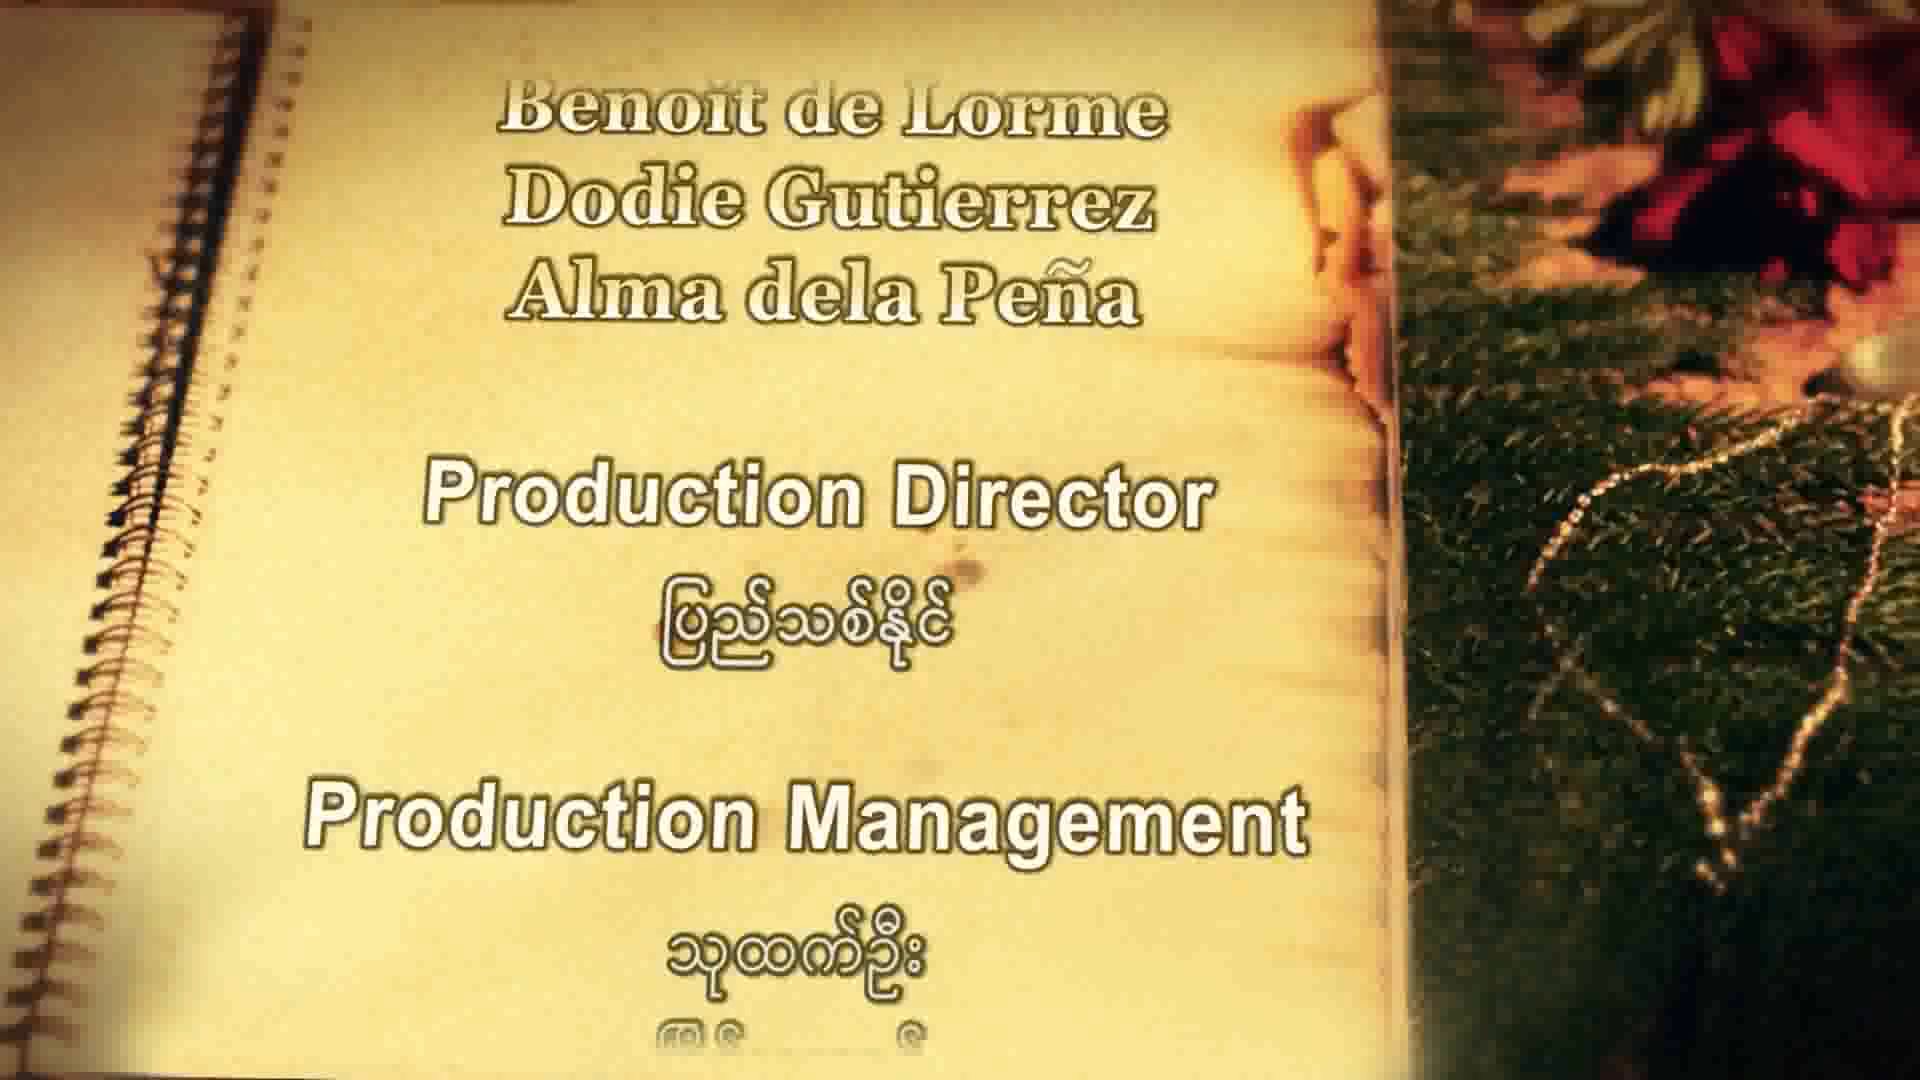 Benoit de Lorme
Dodie Gutierrez
Alma dela Peña
Production Director
ပြည်သစ်နိုင်
Production Management
သုထက်ဦး